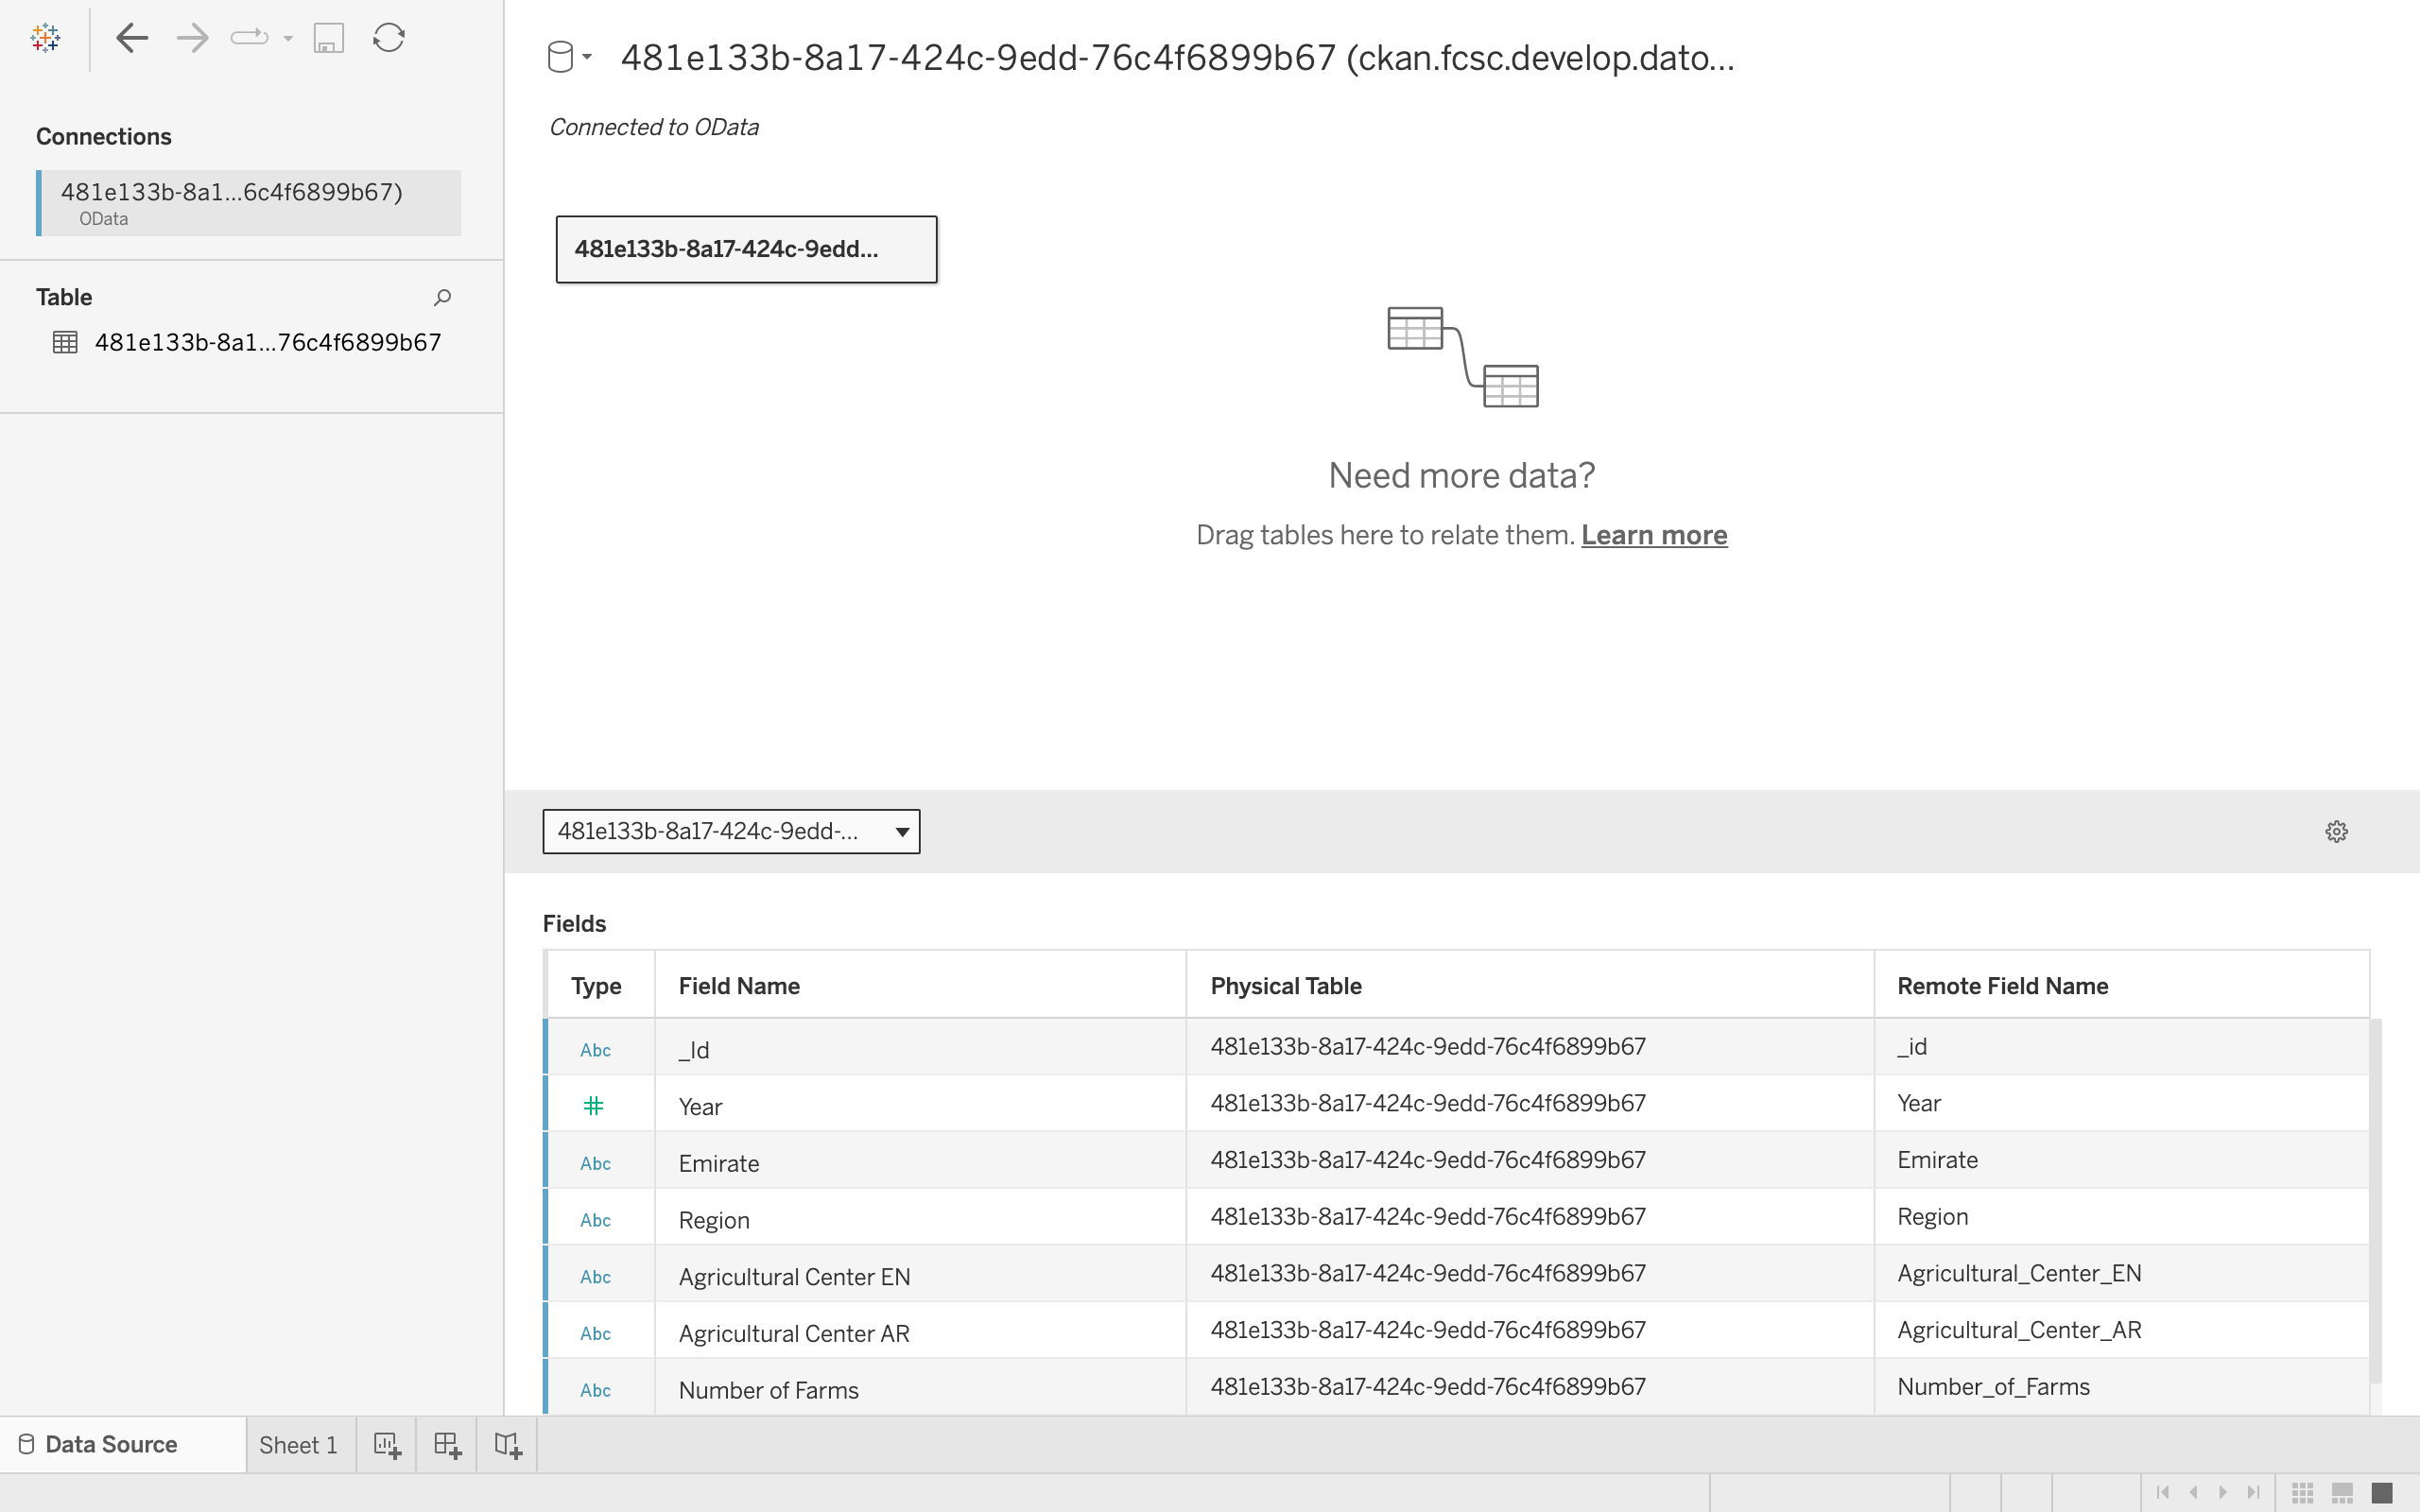 481e133b-8a17-424c-9edd-76c4f6899b67 (ckan.fcsc.develop.dato...
Connected to OData
Connections
481e133b-8a1...6c4f6899b67)
OData
Table
481e133b-8a1...76c4f6899b67
481e133b-8a17-424c-9edd...
Need more data?
Drag tables here to relate them. Learn more
481e133b-8a17-424c-9edd-...
Fields
Type Field Name Physical Table Remote Field Name
Abc _Id 481e133b-8a17-424c-9edd-76c4f6899b67 _id
# Year 481e133b-8a17-424c-9edd-76c4f6899b67 Year
Abc Emirate 481e133b-8a17-424c-9edd-76c4f6899b67 Emirate
Abc Region 481e133b-8a17-424c-9edd-76c4f6899b67 Region
Abc Agricultural Center EN 481e133b-8a17-424c-9edd-76c4f6899b67 Agricultural_Center_EN
Abc Agricultural Center AR 481e133b-8a17-424c-9edd-76c4f6899b67 Agricultural_Center_AR
Abc Number of Farms 481e133b-8a17-424c-9edd-76c4f6899b67 Number_of_Farms
Data Source Sheet 1